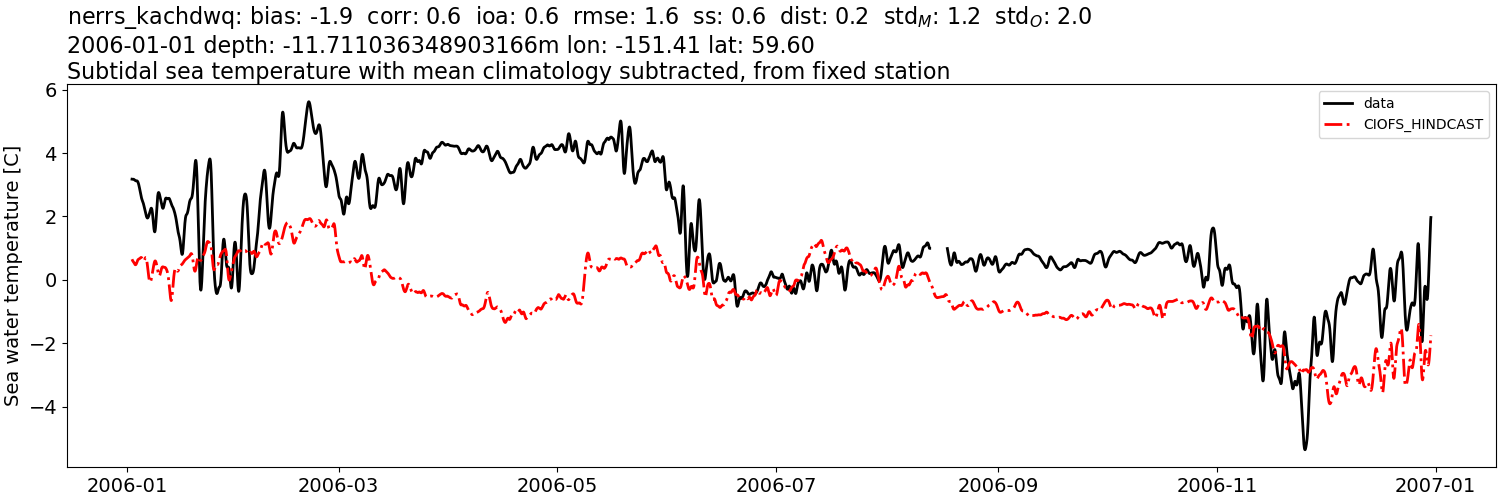 nerrs_kachdwq: bias: -1.9  corr: 0.6  ioa: 0.6  rmse: 1.6  ss: 0.6  dist: 0.2  std_M: 1.2  std_O: 2.0
2006-01-01 depth: -11.711036348903166m lon: -151.41 lat: 59.60
Subtidal sea temperature with mean climatology subtracted, from fixed station
data
CIOFS_HINDCAST
Sea water temperature [C]
6
4
2
0
−2
−4
2006-01 2006-03 2006-05 2006-07 2006-09 2006-11 2007-01